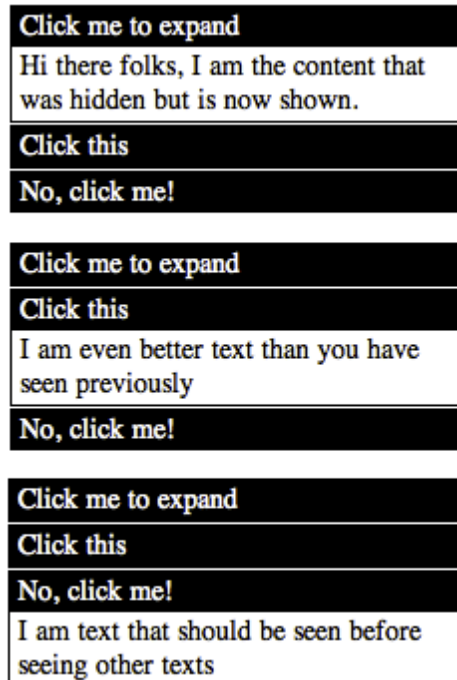 Click me to expand
Hi there folks, I am the content that
was hidden but is now shown.
Click this
No, click me!
Click me to expand
Click this
I am even better text than you have
seen previously
No, click me!
Click me to expand
Click this
No, click me!
I am text that should be seen before
seeing other texts